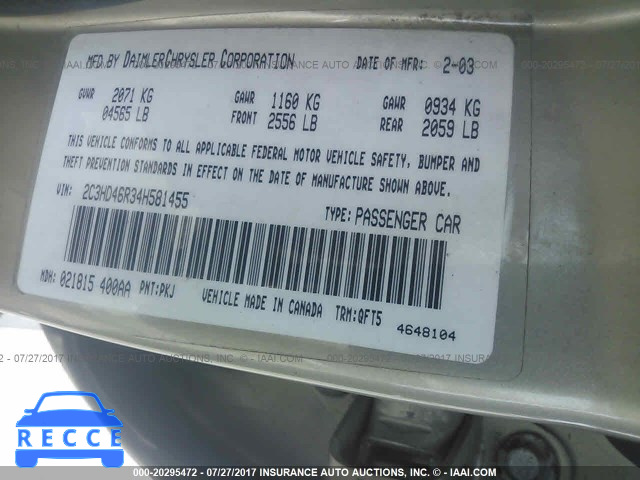 MFD.BY DAIMLERCHRYSLER CORPORATION DATE OF MFR: 2-03
GVWR 2071 KG GAWR 1160 KG GAWR 0934 KG
04565 LB FRONT 2556 LB REAR 2059 LB
THIS VEHICLE CONFORMS TO ALL APPLICABLE FEDERAL MOTOR VEHICLE SAFETY, BUMPER AND
THEFT PREVENTION STANDARDS IN EFFECT ON THE DATE OF MANUFACTURE SHOWN ABOVE.
VIN: 2C3HD46R34H581455
TYPE: PASSENGER CAR
MDH: 021815 400AA PNT:PKJ VEHICLE MADE IN CANADA TRM:QFT5
4648104
RECCE
000-20295472 - 07/27/2017 INSURANCE AUTO AUCTIONS, INC. - © - IAAI.COM